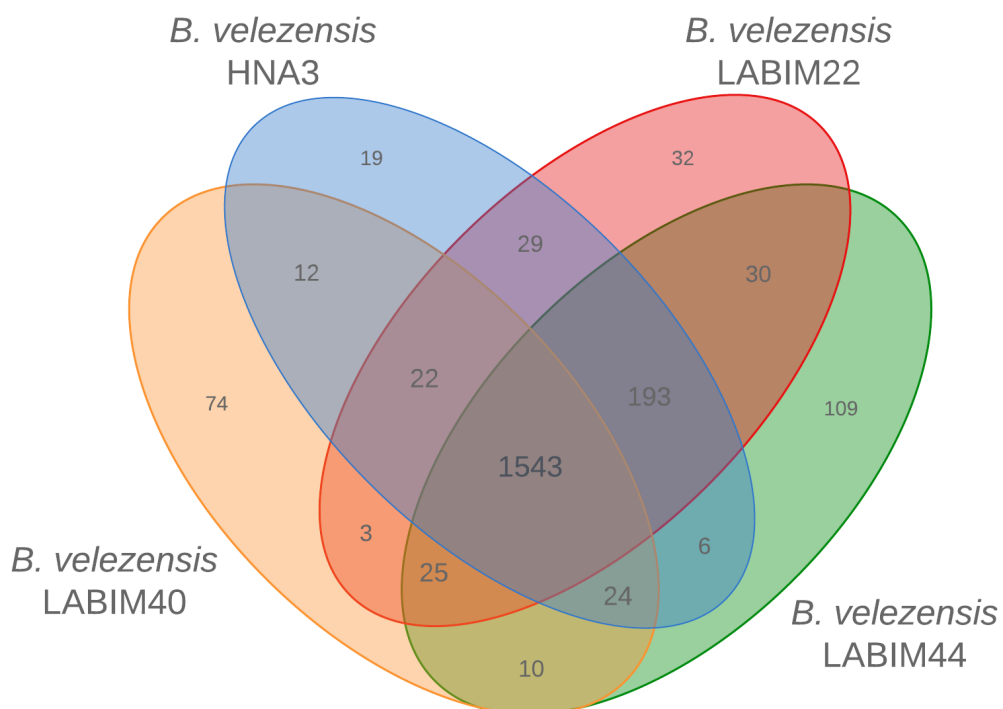 B. velezensis
HNA3
B. velezensis
LABIM22
19
32
29
12
30
22
193
74
109
1543
3
6
25
24
B. velezensis
LABIM40
B. velezensis
LABIM44
10